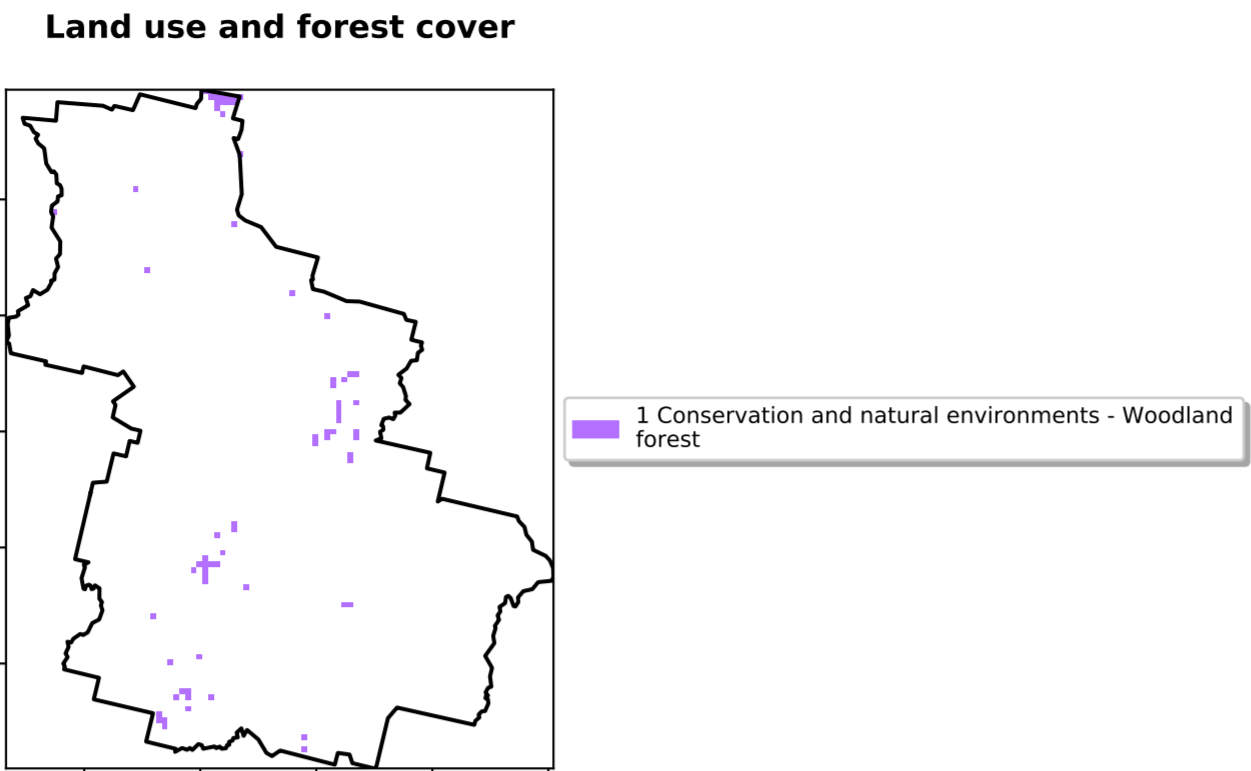 Land use and forest cover
1 Conservation and natural environments - Woodland
forest